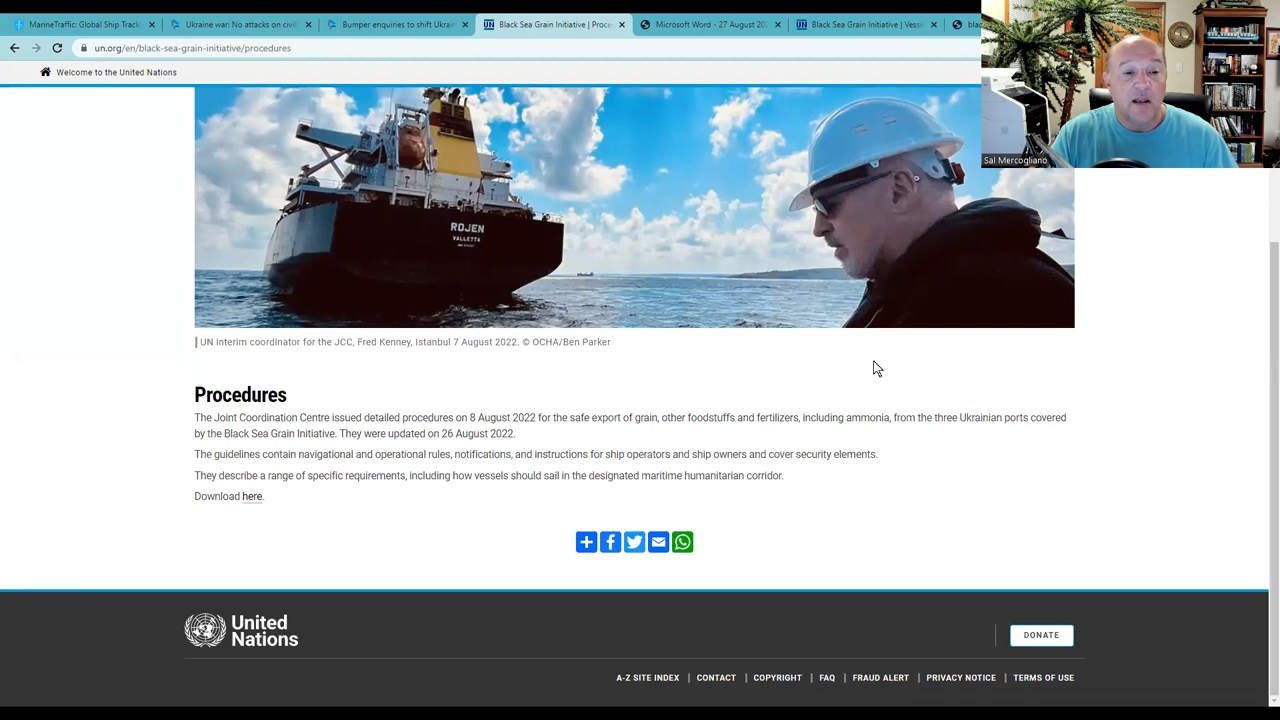 MarineTraffic: Global Ship Track
Ukraine war: No attacks on civi
Bumper enquiries to shift Ukrai
Black Sea Grain Initiative | Proce
Microsoft Word - 27 August 202
Black Sea Grain Initiative | Vesse
blac
un.org/en/black-sea-grain-initiative/procedures
Welcome to the United Nations
Sal Mercogliano
ROJEN
VALLETTA
UN interim coordinator for the JCC, Fred Kenney, Istanbul 7 August 2022. © OCHA/Ben Parker
Procedures
The Joint Coordination Centre issued detailed procedures on 8 August 2022 for the safe export of grain, other foodstuffs and fertilizers, including ammonia, from the three Ukrainian ports covered
by the Black Sea Grain Initiative. They were updated on 26 August 2022.
The guidelines contain navigational and operational rules, notifications, and instructions for ship operators and ship owners and cover security elements.
They describe a range of specific requirements, including how vessels should sail in the designated maritime humanitarian corridor.
Download here.
United
Nations
DONATE
A-Z SITE INDEX | CONTACT | COPYRIGHT | FAQ | FRAUD ALERT | PRIVACY NOTICE | TERMS OF USE